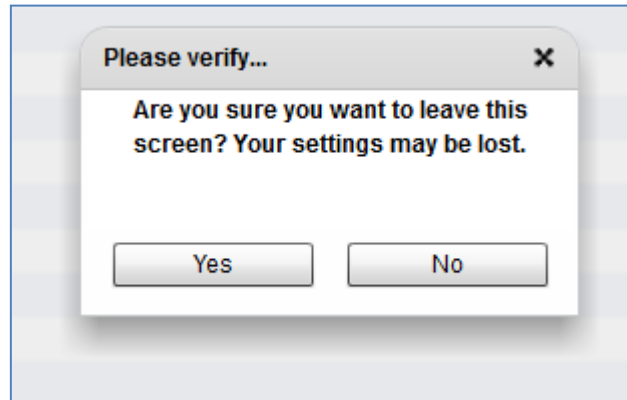 Please verify...
Are you sure you want to leave this
screen? Your settings may be lost.
Yes
No